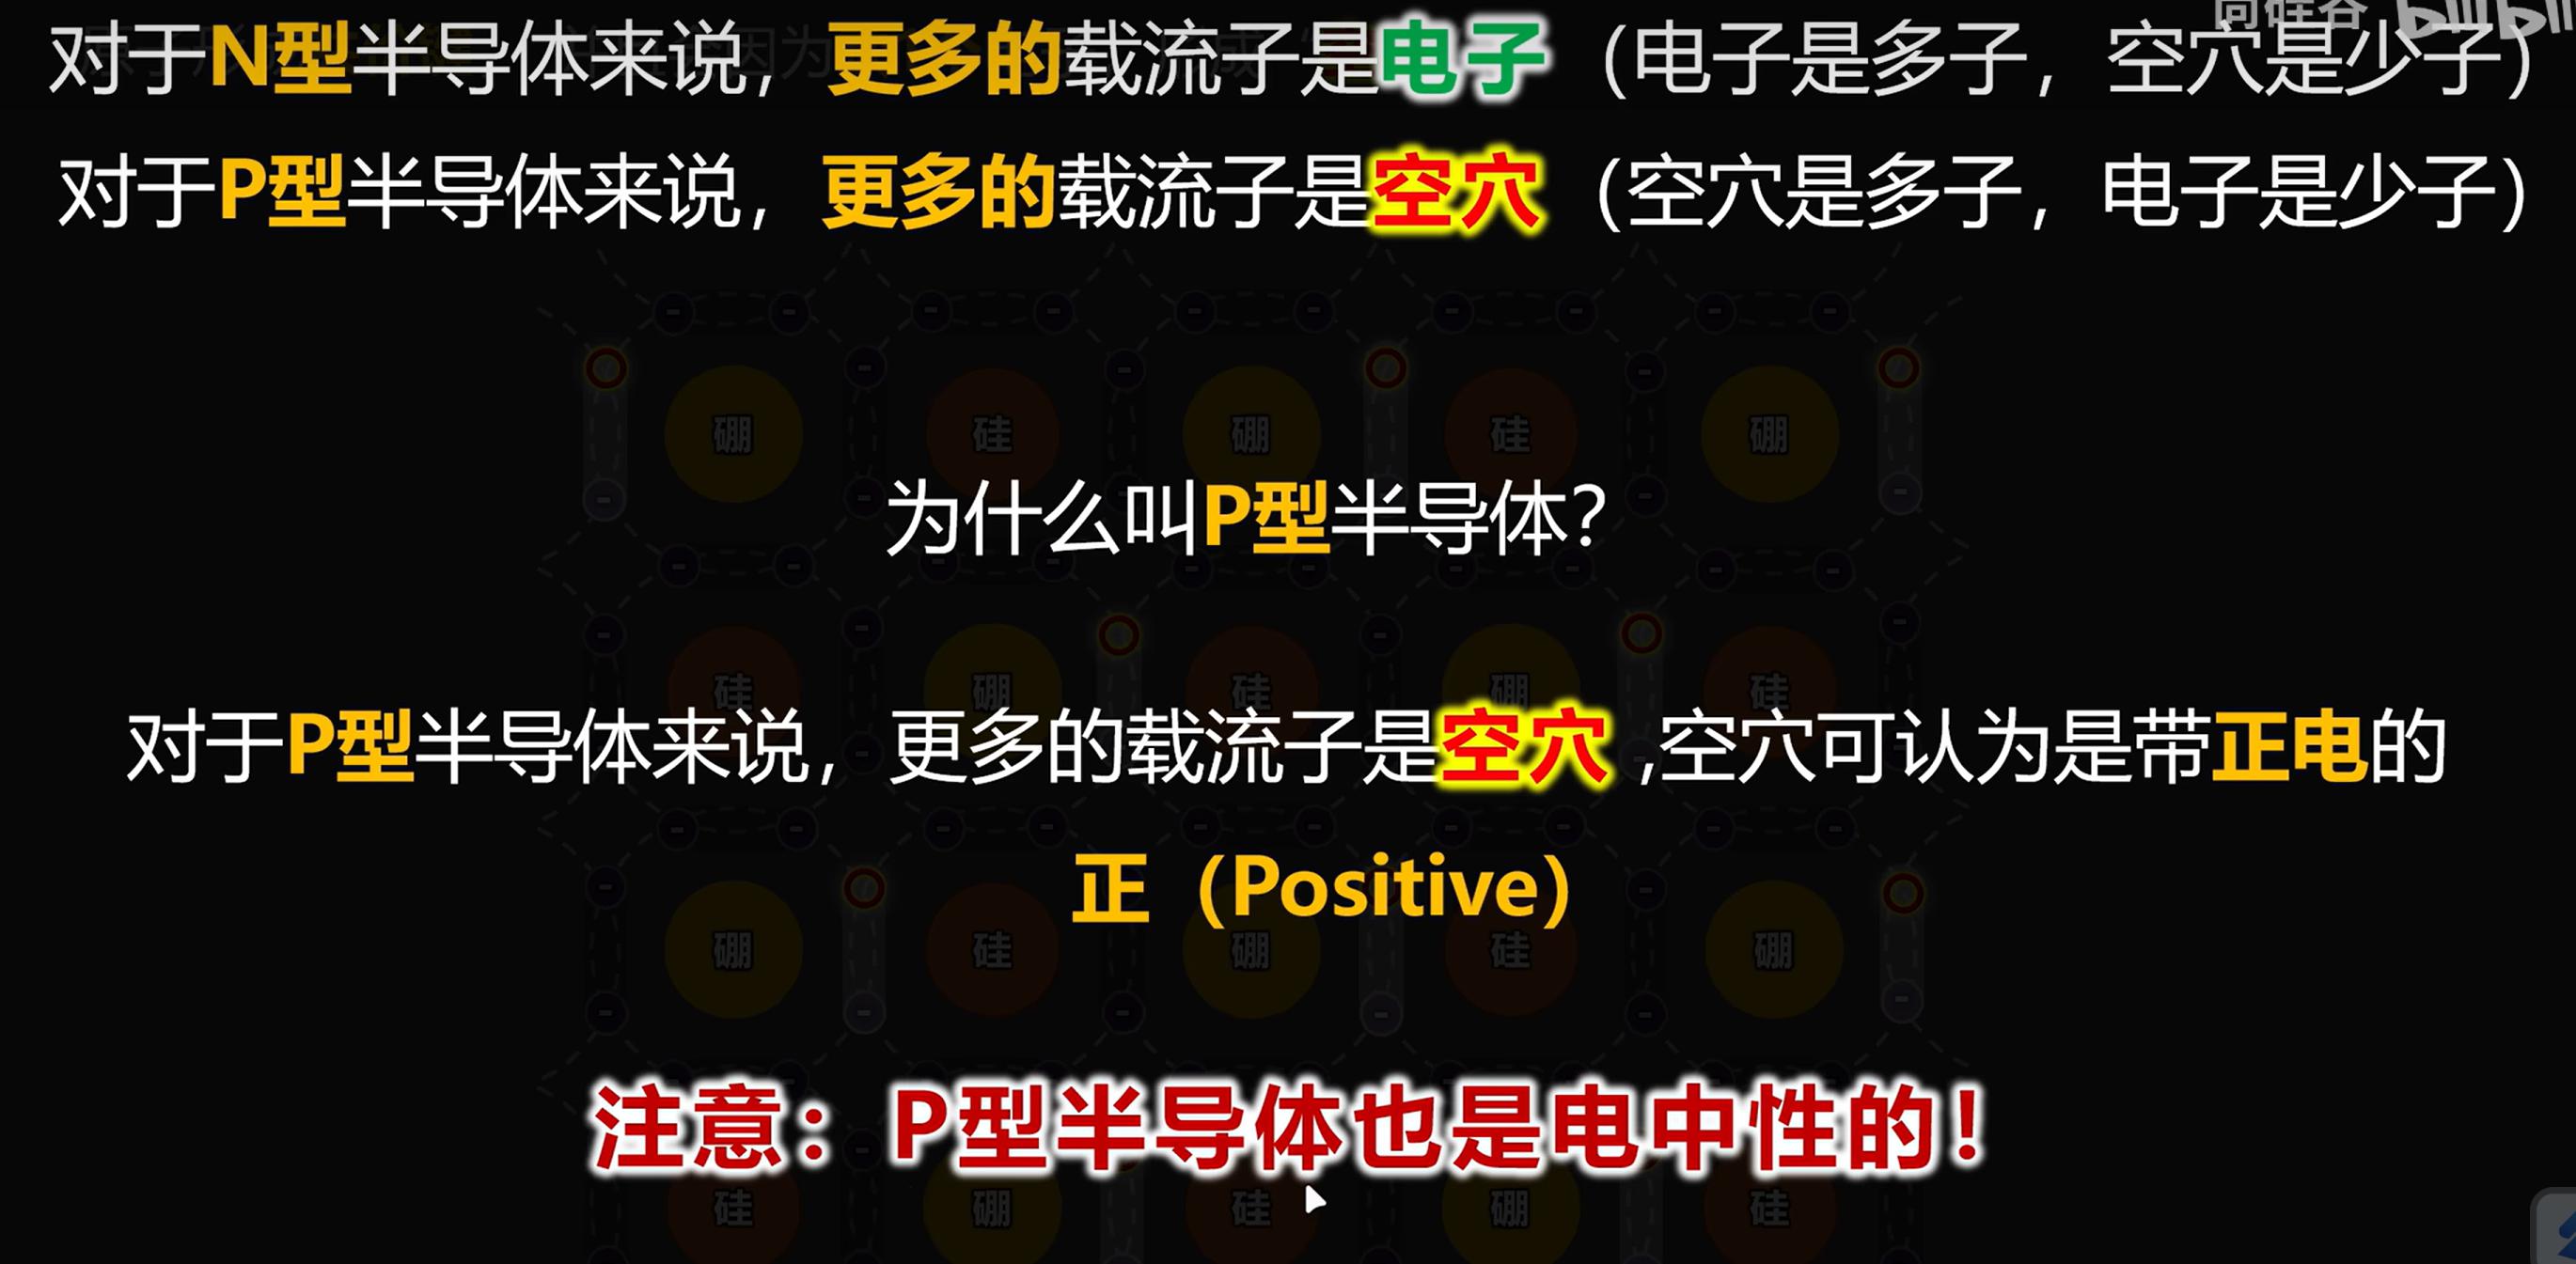 尚硅谷 bilibili
对于N型半导体来说，更多的载流子是电子（电子是多子，空穴是少子）
对于P型半导体来说，更多的载流子是空穴（空穴是多子，电子是少子）
硼 硅 硼 硅 硼
为什么叫P型半导体？
硅 硼 硅 硼 硅
对于P型半导体来说，更多的载流子是空穴,空穴可认为是带正电的
正（Positive）
硼 硅 硼 硅 硼
注意：P型半导体也是电中性的！
硅 硼 硅 硼 硅